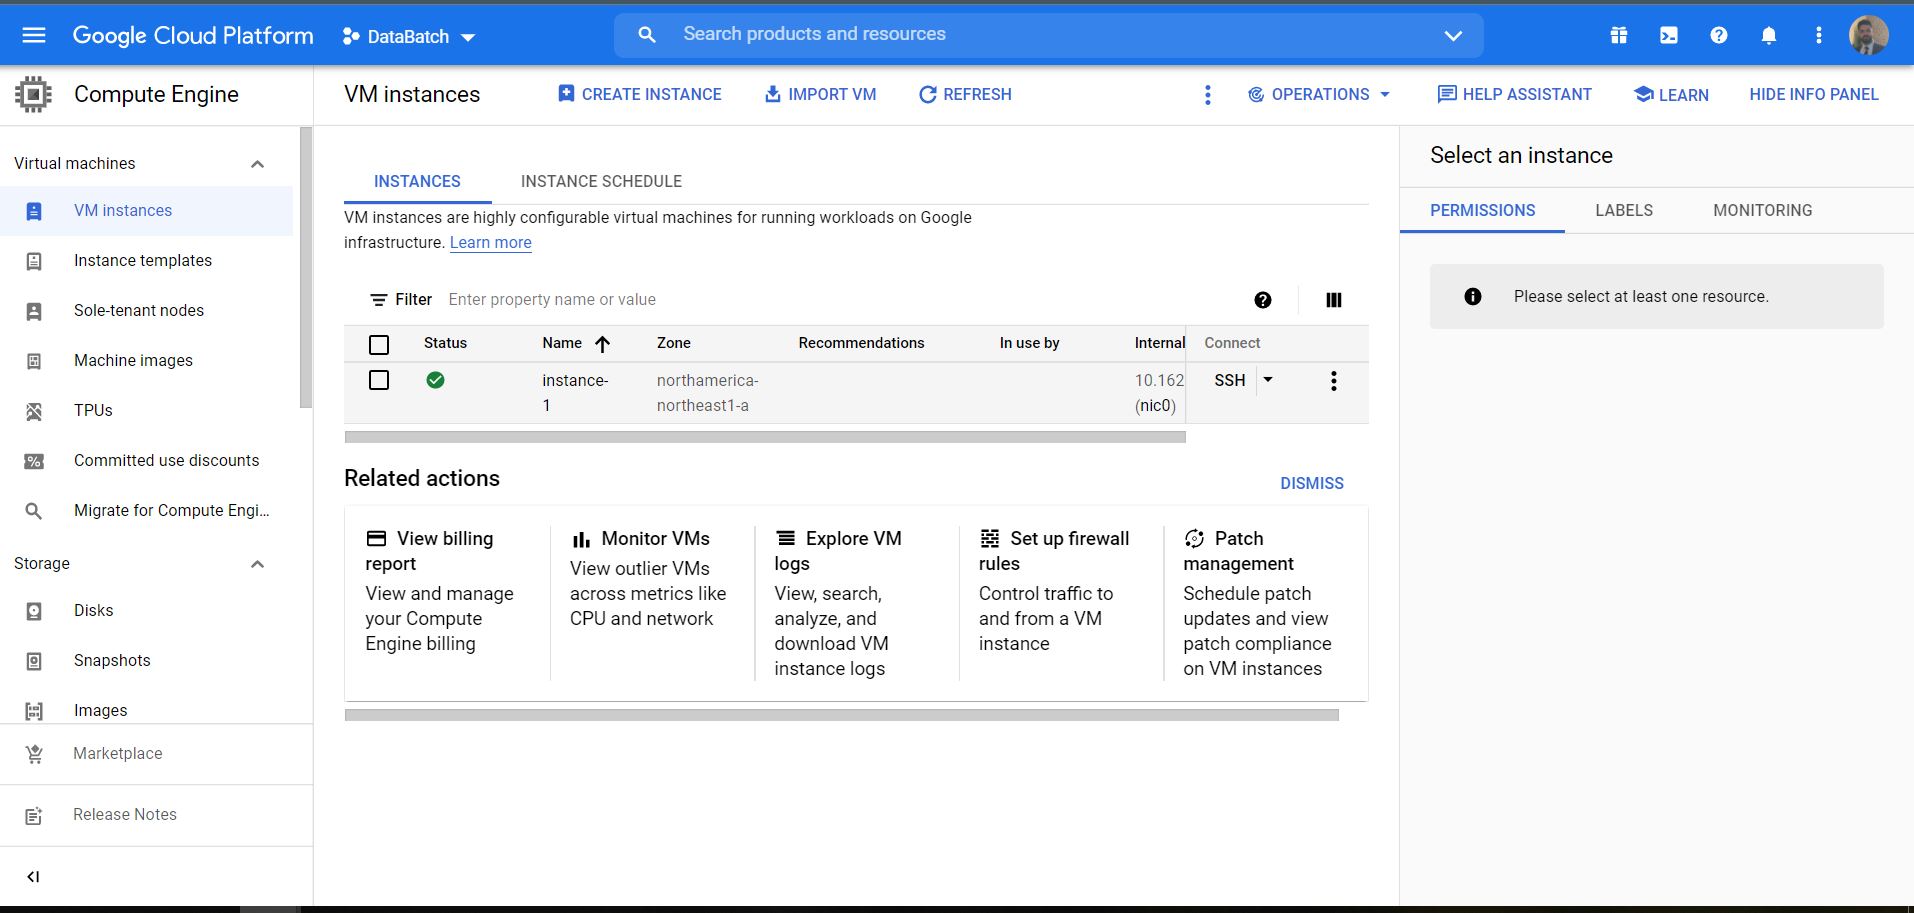 Google Cloud Platform
DataBatch
Search products and resources
Compute Engine
VM instances
CREATE INSTANCE
IMPORT VM
REFRESH
OPERATIONS
HELP ASSISTANT
LEARN
HIDE INFO PANEL
Virtual machines
VM instances
Instance templates
Sole-tenant nodes
Machine images
TPUs
Committed use discounts
Migrate for Compute Engi...
Storage
Disks
Snapshots
Images
Marketplace
Release Notes
INSTANCES
INSTANCE SCHEDULE
VM instances are highly configurable virtual machines for running workloads on Google
infrastructure. Learn more
Filter Enter property name or value
Status Name Zone Recommendations In use by Internal Connect
instance-
1
northamerica-
northeast1-a
10.162
(nic0)
SSH
Related actions
DISMISS
View billing
report
View and manage
your Compute
Engine billing
Monitor VMs
View outlier VMs
across metrics like
CPU and network
Explore VM
logs
View, search,
analyze, and
download VM
instance logs
Set up firewall
rules
Control traffic to
and from a VM
instance
Patch
management
Schedule patch
updates and view
patch compliance
on VM instances
Select an instance
PERMISSIONS
LABELS
MONITORING
Please select at least one resource.